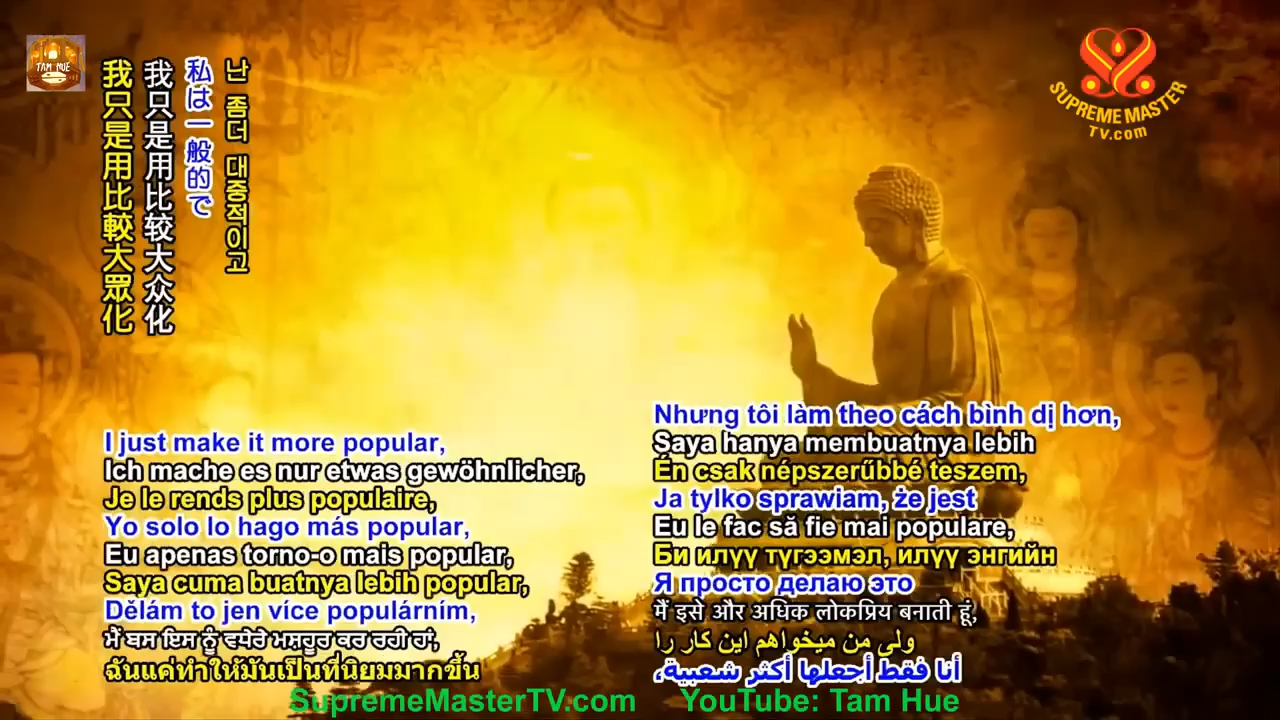 TAM HUE
SUPREME MASTER
TV.com
난 좀더 대중적이고
私は一般的で
我只是用比较大众化
我只是用比較大眾化
I just make it more popular,
Ich mache es nur etwas gewöhnlicher,
Je le rends plus populaire,
Yo solo lo hago más popular,
Eu apenas torno-o mais popular,
Saya cuma buatnya lebih popular,
Dělám to jen více populárním,
ਮੈਂ ਬਸ ਇਸ ਨੂੰ ਵਧੇਰੇ ਮਸ਼ਹੂਰ ਕਰ ਰਹੀ ਹਾਂ,
ฉันแค่ทำให้มันเป็นที่นิยมมากขึ้น
Nhưng tôi làm theo cách bình dị hơn,
Saya hanya membuatnya lebih
Én csak népszerűbbé teszem,
Ja tylko sprawiam, że jest
Eu le fac să fie mai populare,
Би илүү түгээмэл, илүү энгийн
Я просто делаю это
मैं इसे और अधिक लोकप्रिय बनाती हूं,
ولی من میخواهم این کار را
أنا فقط أجعلها أكثر شعبية،
SupremeMasterTV.com YouTube: Tam Hue